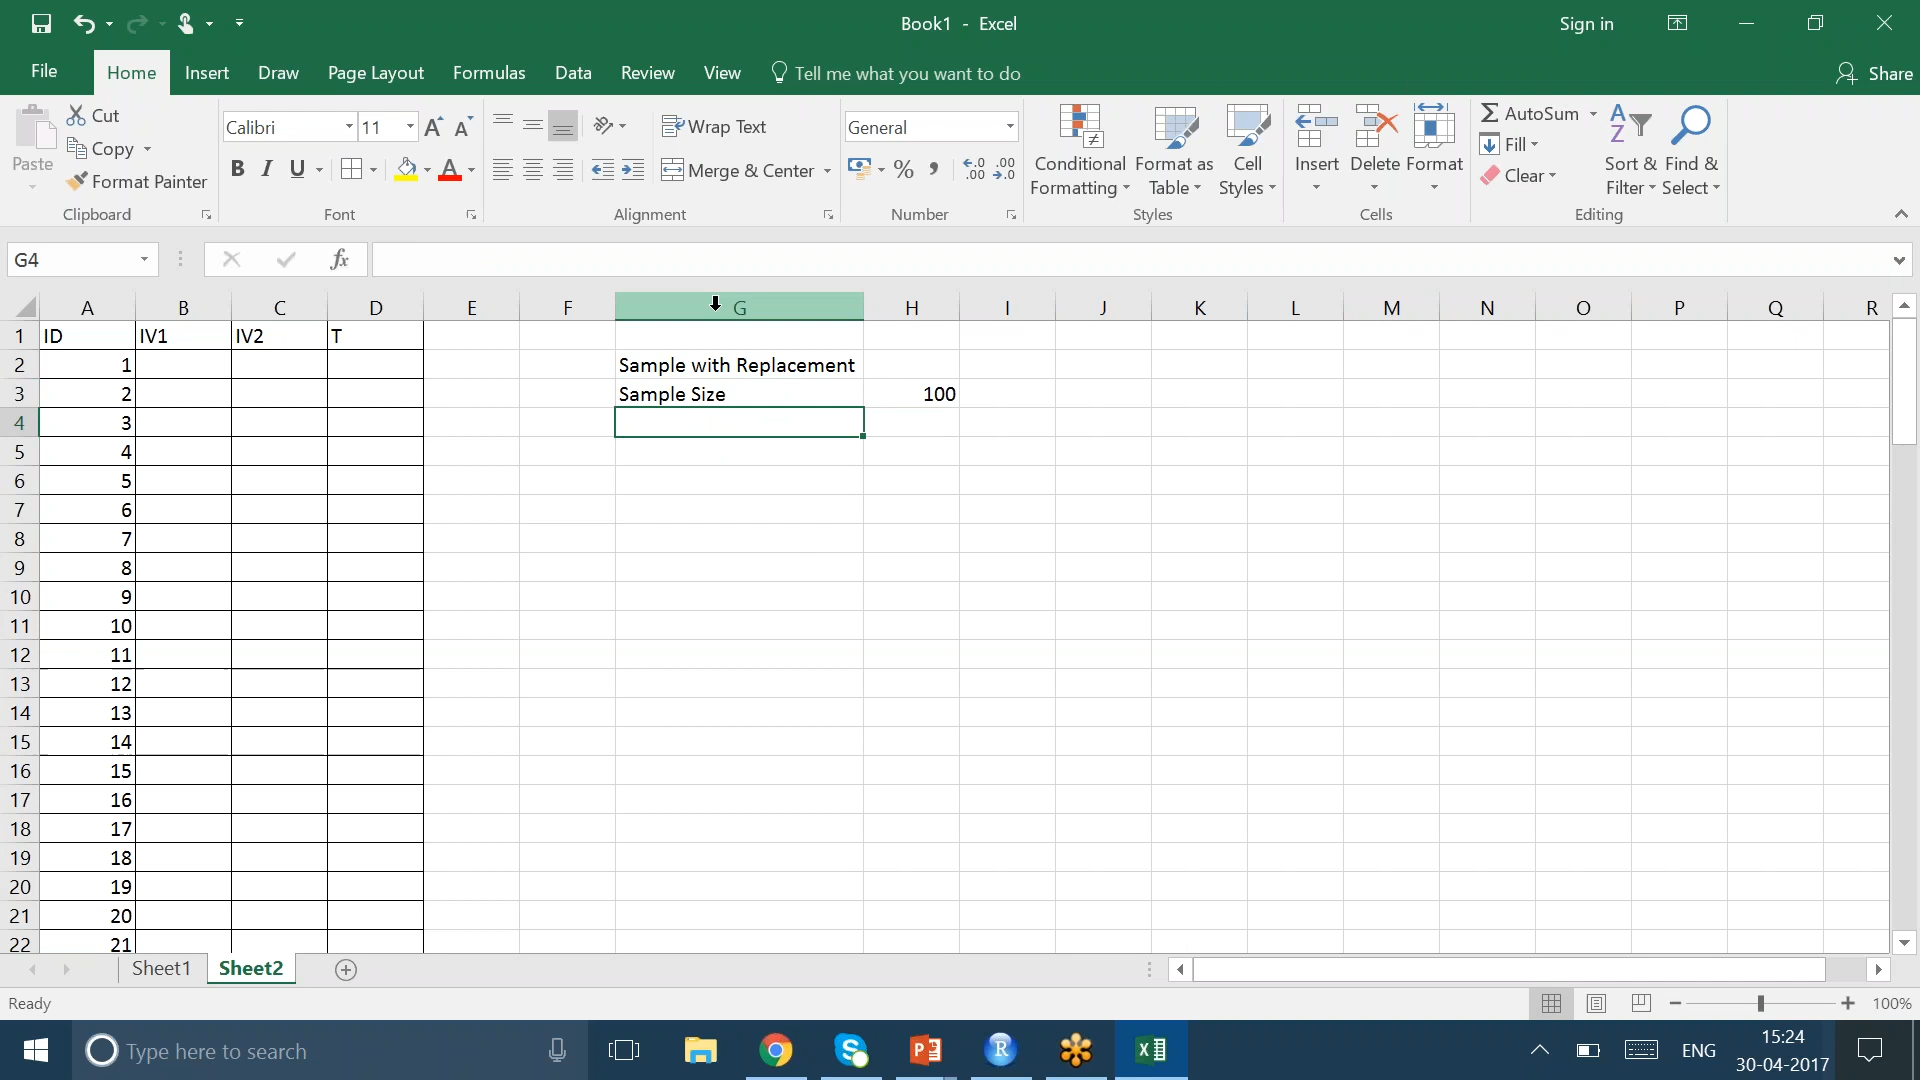 Book1 - Excel
Sign in
File Home Insert Draw Page Layout Formulas Data Review View Tell me what you want to do Share
Paste
Cut
Copy
Format Painter
Clipboard
Calibri 11
B I U
A
Font
Wrap Text
Merge & Center
Alignment
General
%
Number
Conditional Formatting
Format as Table
Cell Styles
Styles
Insert Delete Format
Cells
AutoSum
Fill
Clear
Sort & Filter
Find & Select
Editing
G4
fx
A B C D E F G H I J K L M N O P Q R
1 ID IV1 IV2 T
2 1 Sample with Replacement
3 2 Sample Size 100
4 3
5 4
6 5
7 6
8 7
9 8
10 9
11 10
12 11
13 12
14 13
15 14
16 15
17 16
18 17
19 18
20 19
21 20
22 21
Sheet1 Sheet2
Ready 100%
Type here to search
ENG
15:24
30-04-2017